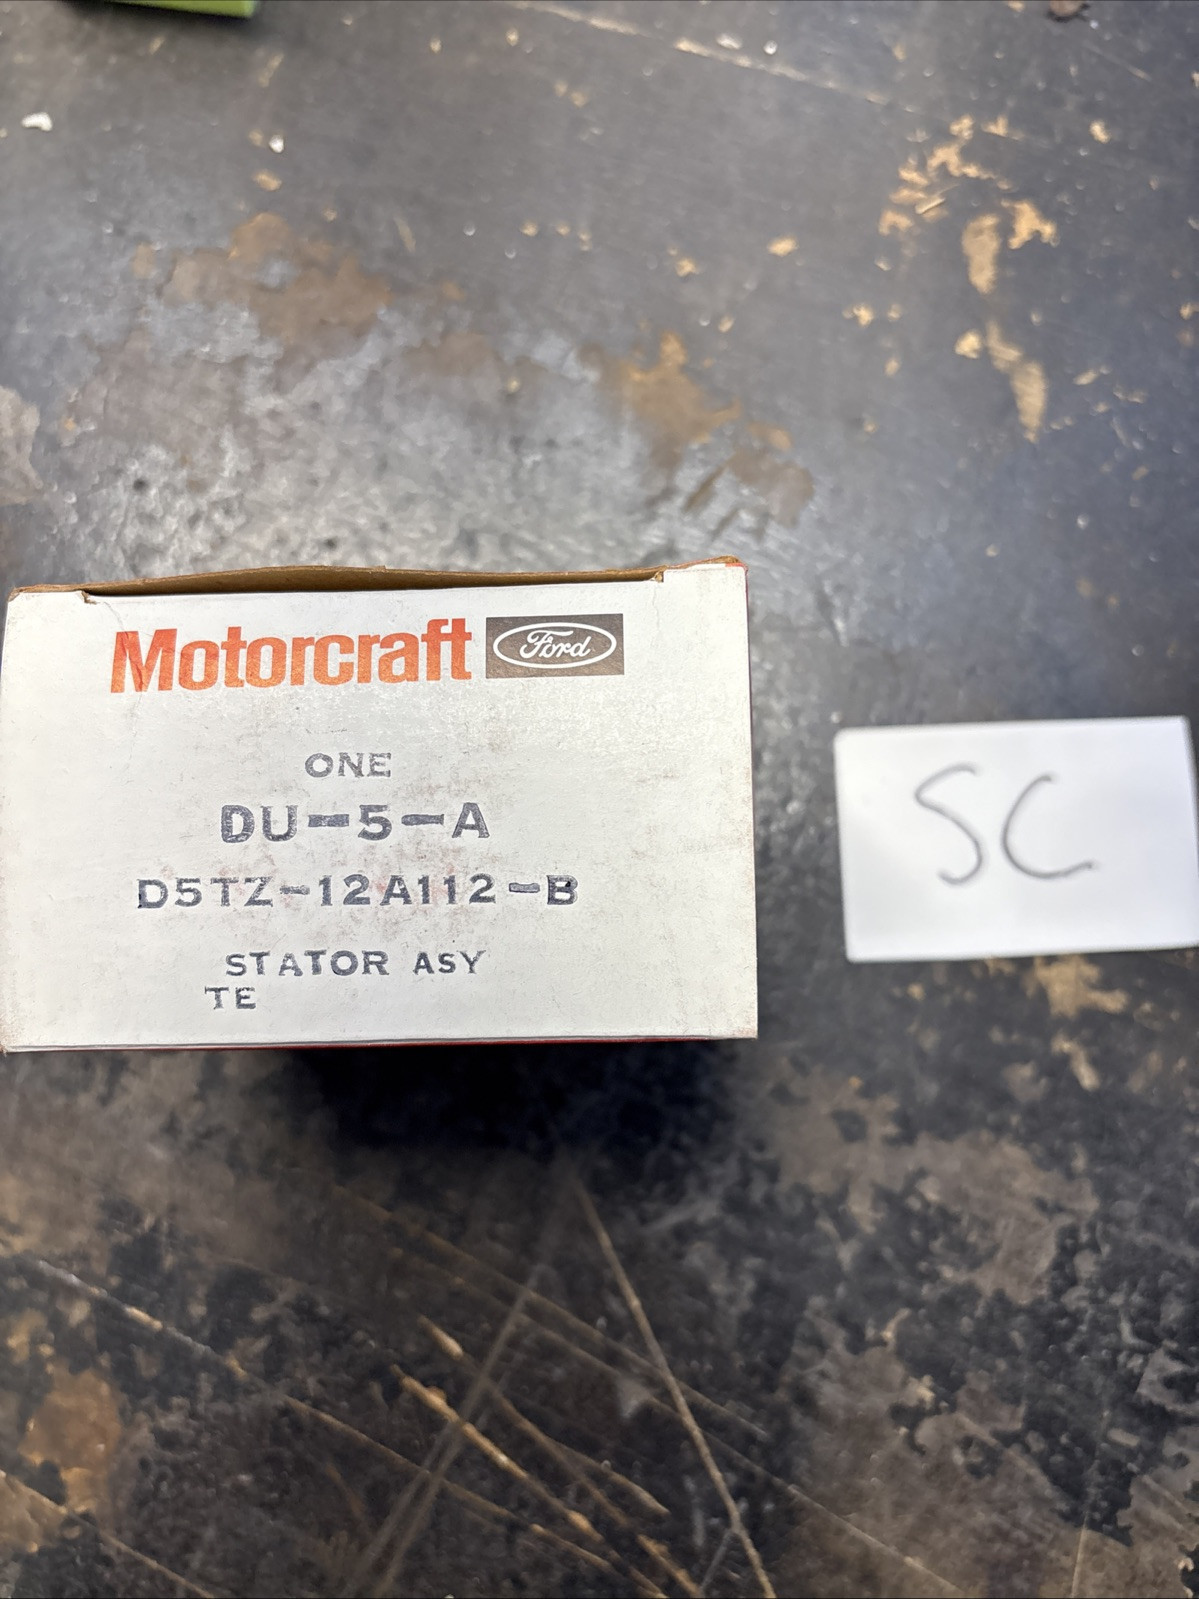 Motorcraft Ford
ONE
DU-5-A
D5TZ-12A112-B
STATOR ASY
TE
SC